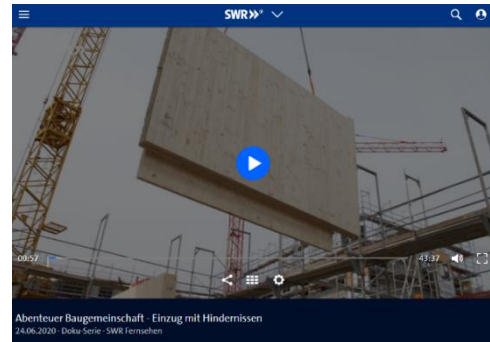 SWR»
00:57
43:37
Abenteuer Baugemeinschaft - Einzug mit Hindernissen
24.06.2020 · Doku-Serie · SWR Fernsehen